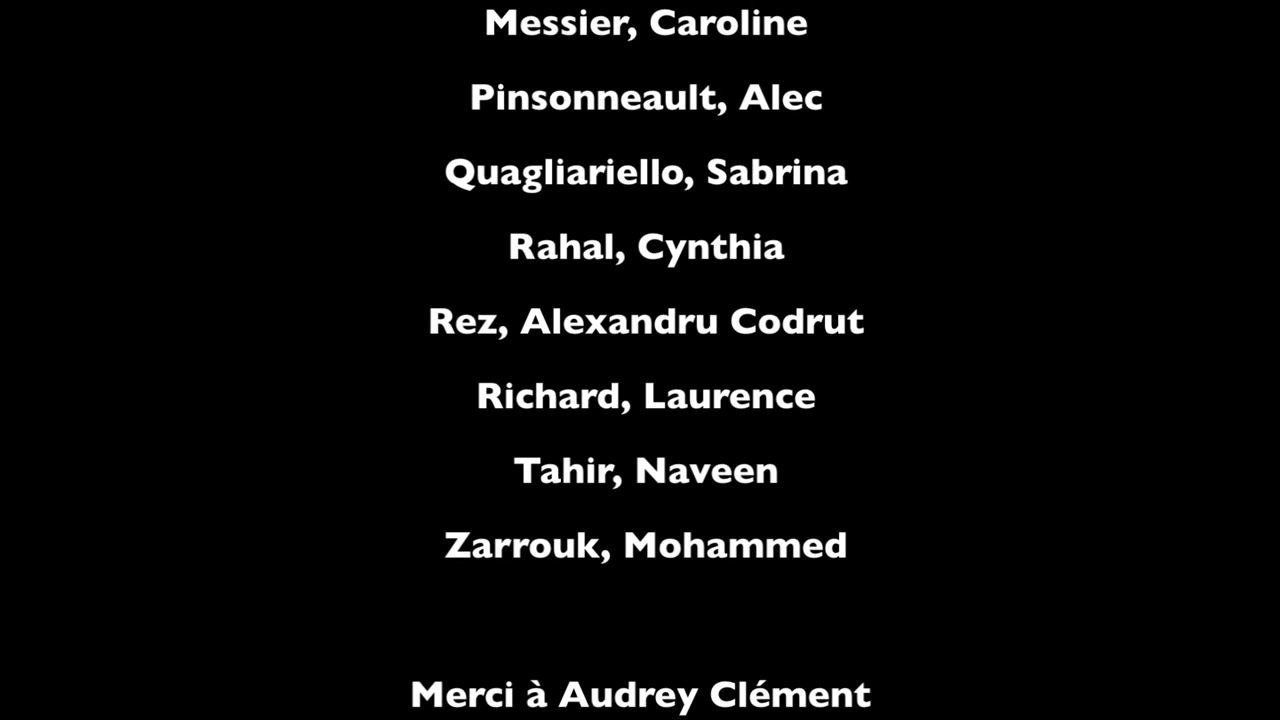 Messier, Caroline
Pinsonneault, Alec
Quagliariello, Sabrina
Rahal, Cynthia
Rez, Alexandru Codrut
Richard, Laurence
Tahir, Naveen
Zarrouk, Mohammed
Merci à Audrey Clément